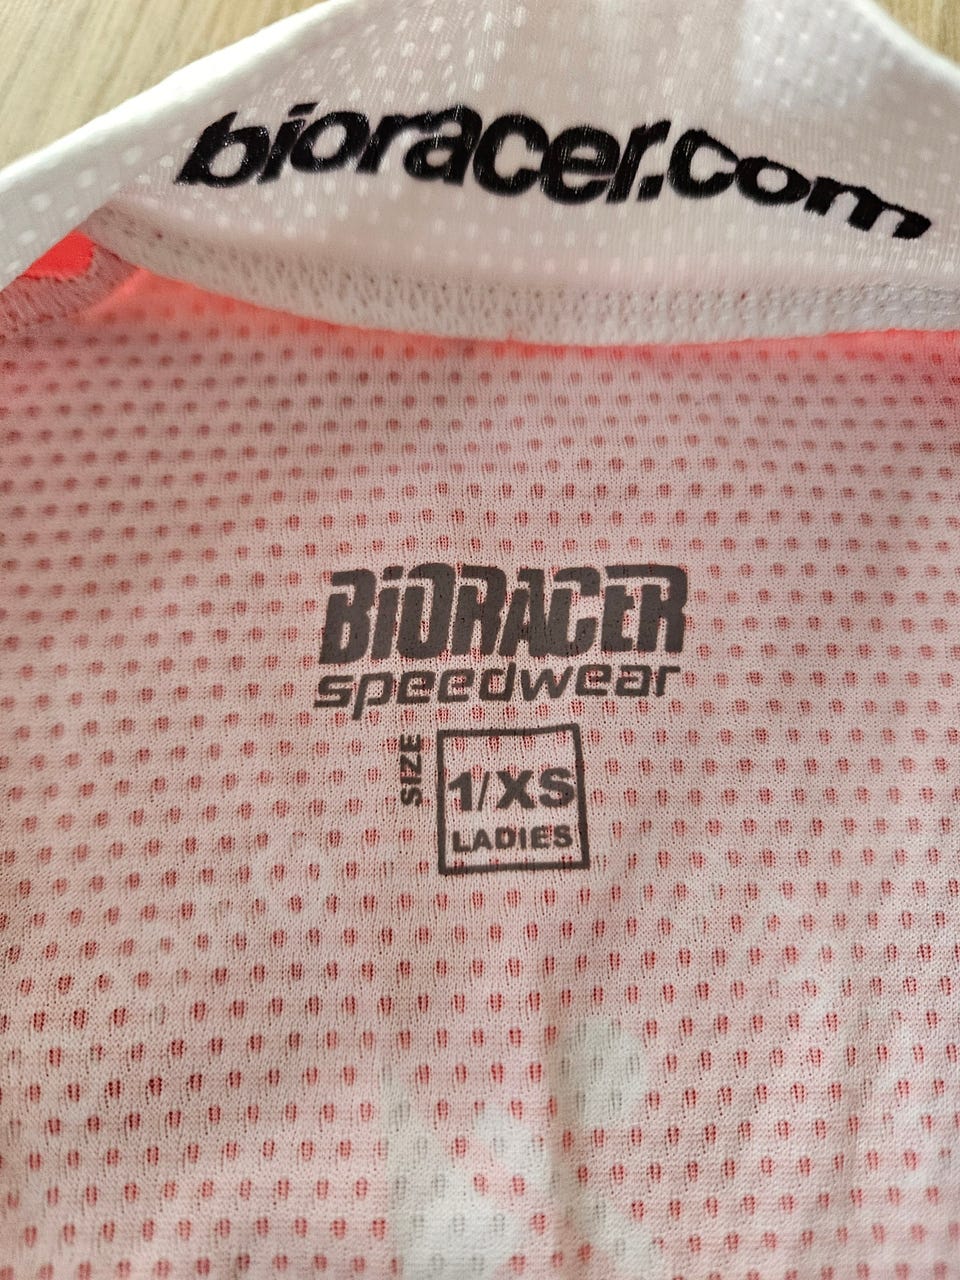 bioracer.com
BiORACER
speedwear
SIZE
1/XS
LADIES